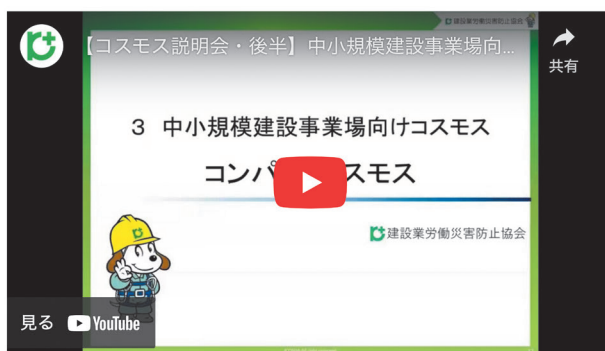 建設業労働災害防止協会
【コスモス説明会・後半】中小規模建設事業場向...
共有
3 中小規模建設事業場向けコスモス
コンパ
スモス
建設業労働災害防止協会
見る YouTube